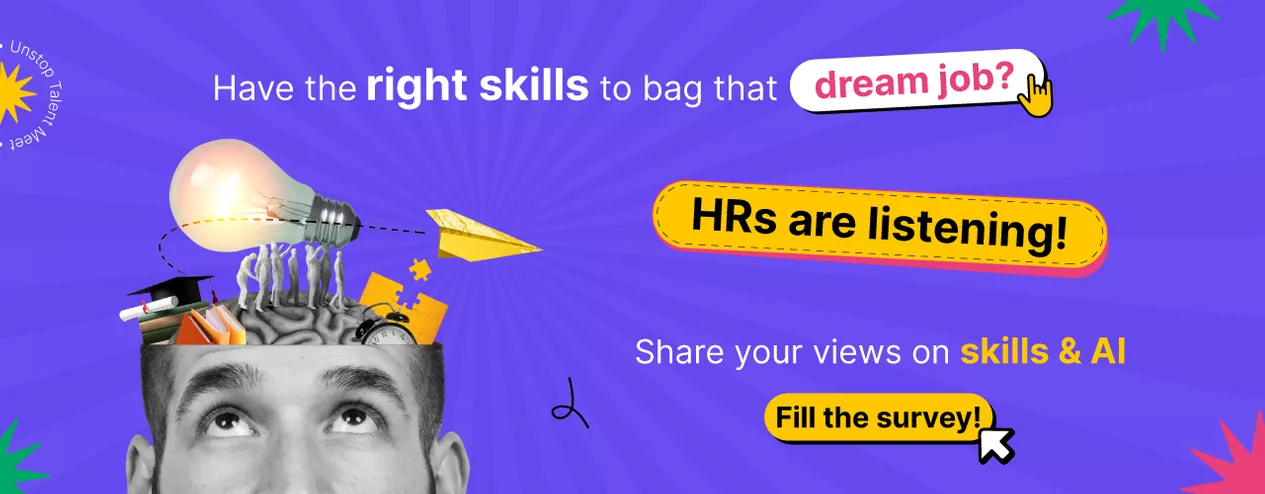 Unstop Talent Meet
Have the right skills to bag that dream job?
HRs are listening!
Share your views on skills & AI
Fill the survey!